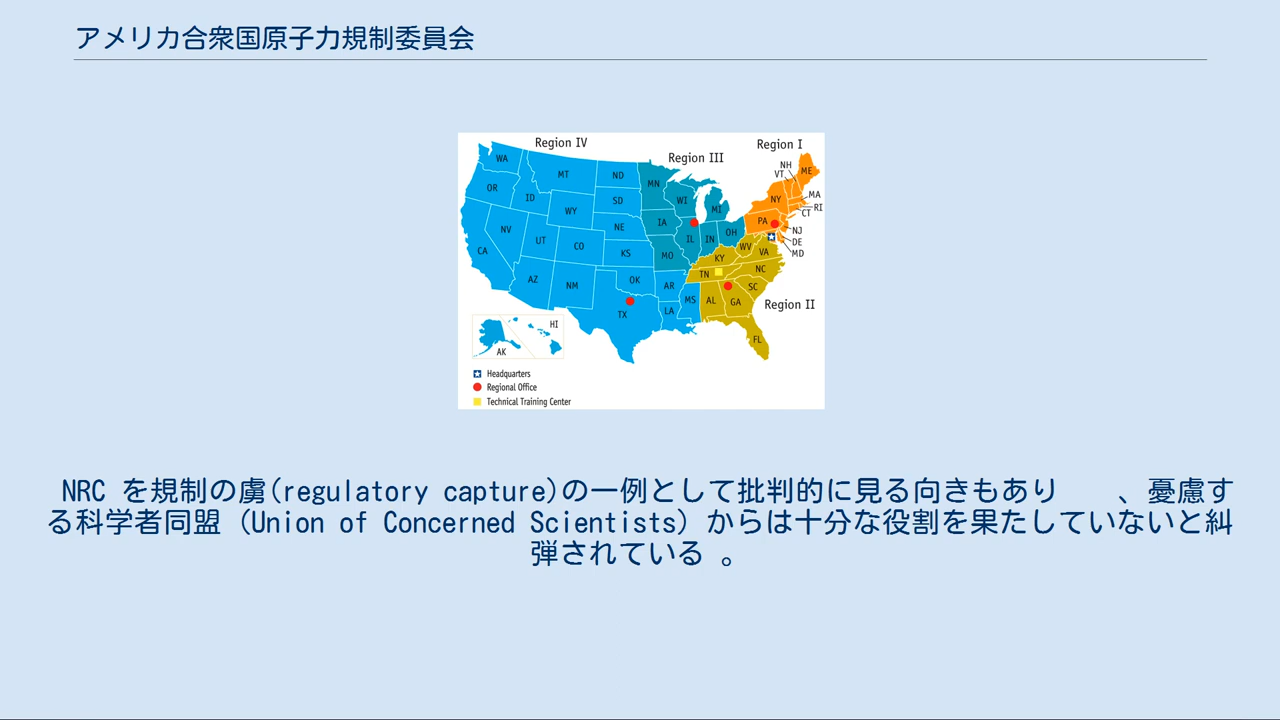 アメリカ合衆国原子力規制委員会
Region IV
Region III
Region I
WA
MT
ND
MN
OR
ID
SD
WI
MI
NH
VT
ME
NY
MA
RI
CT
WY
NV
NE
IA
PA
NJ
CA
UT
CO
KS
IL
IN
OH
WV
VA
DE
MD
MO
KY
AZ
NM
OK
AR
TN
NC
SC
TX
LA
MS
AL
GA
Region II
FL
HI
AK
Headquarters
Regional Office
Technical Training Center
NRC を規制の虜(regulatory capture)の一例として批判的に見る向きもあり 、憂慮す
る科学者同盟 (Union of Concerned Scientists) からは十分な役割を果たしていないと糾
弾されている 。